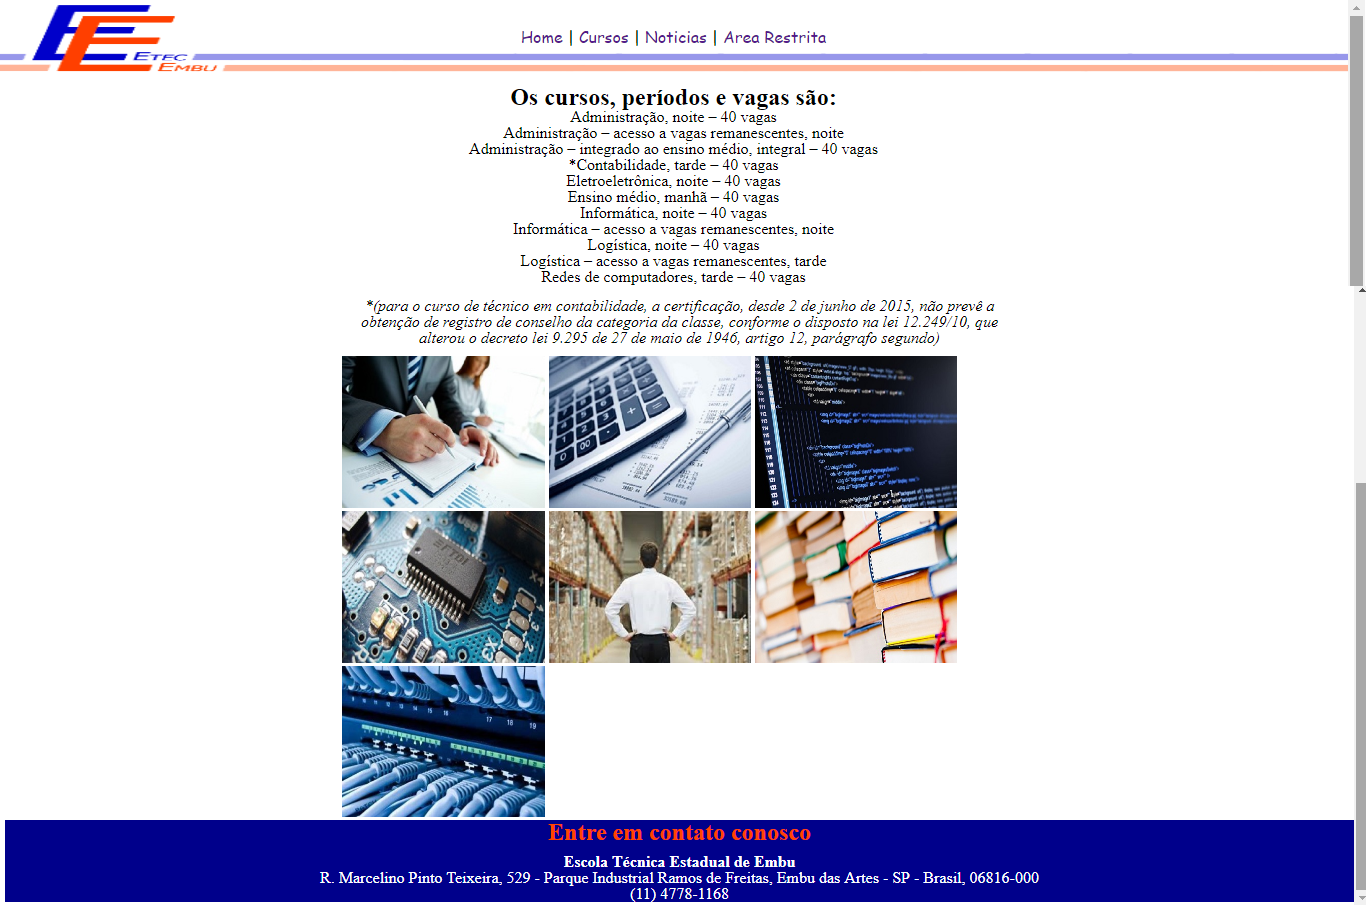 ETEC
EMBU
Home | Cursos | Noticias | Area Restrita
Os cursos, períodos e vagas são:
Administração, noite – 40 vagas
Administração – acesso a vagas remanescentes, noite
Administração – integrado ao ensino médio, integral – 40 vagas
*Contabilidade, tarde – 40 vagas
Eletroeletrônica, noite – 40 vagas
Ensino médio, manhã – 40 vagas
Informática, noite – 40 vagas
Informática – acesso a vagas remanescentes, noite
Logística, noite – 40 vagas
Logística – acesso a vagas remanescentes, tarde
Redes de computadores, tarde – 40 vagas
*(para o curso de técnico em contabilidade, a certificação, desde 2 de junho de 2015, não prevê a
obtenção de registro de conselho da categoria da classe, conforme o disposto na lei 12.249/10, que
alterou o decreto lei 9.295 de 27 de maio de 1946, artigo 12, parágrafo segundo)
FTDI
17 18 19
Entre em contato conosco
Escola Técnica Estadual de Embu
R. Marcelino Pinto Teixeira, 529 - Parque Industrial Ramos de Freitas, Embu das Artes - SP - Brasil, 06816-000
(11) 4778-1168